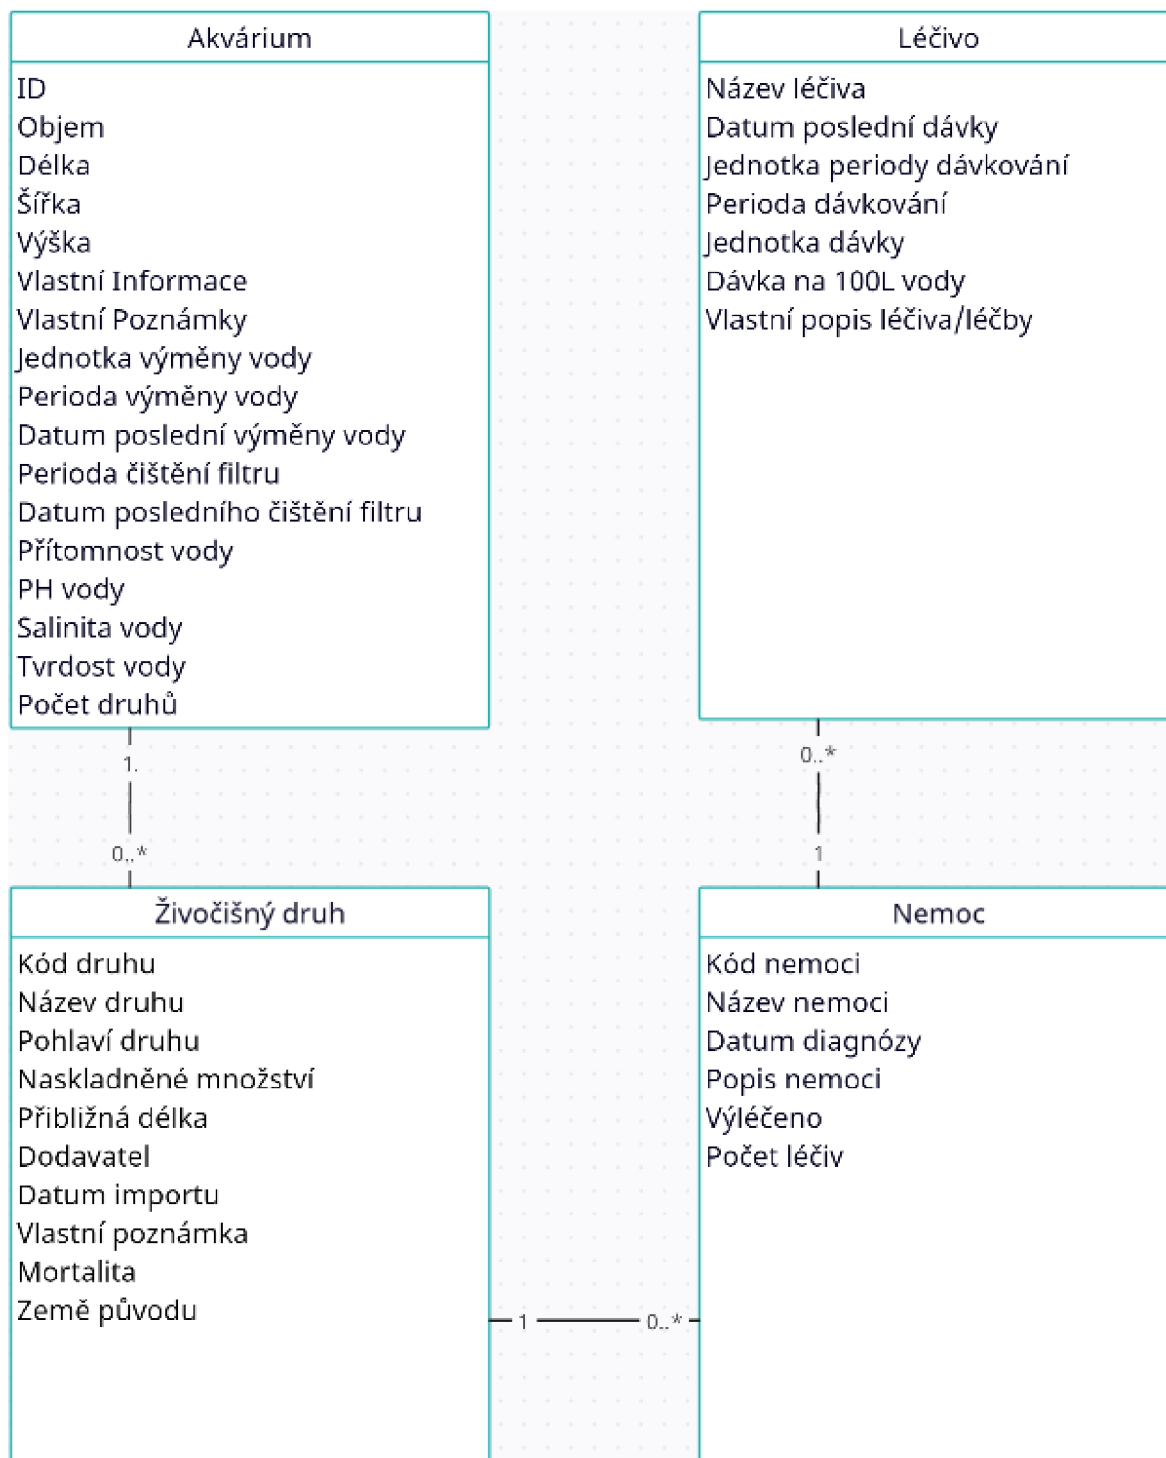 Akvárium
ID
Objem
Délka
Šířka
Výška
Vlastní Informace
Vlastní Poznámky
Jednotka výměny vody
Perioda výměny vody
Datum poslední výměny vody
Perioda čištění filtru
Datum posledního čištění filtru
Přítomnost vody
PH vody
Salinita vody
Tvrdost vody
Počet druhů
Léčivo
Název léčiva
Datum poslední dávky
Jednotka periody dávkování
Perioda dávkování
Jednotka dávky
Dávka na 100L vody
Vlastní popis léčiva/léčby
1.
0..*
0..*
1
Živočišný druh
Kód druhu
Název druhu
Pohlaví druhu
Naskladněné množství
Přibližná délka
Dodavatel
Datum importu
Vlastní poznámka
Mortalita
Země původu
1
0..*
Nemoc
Kód nemoci
Název nemoci
Datum diagnózy
Popis nemoci
Výléčeno
Počet léčiv